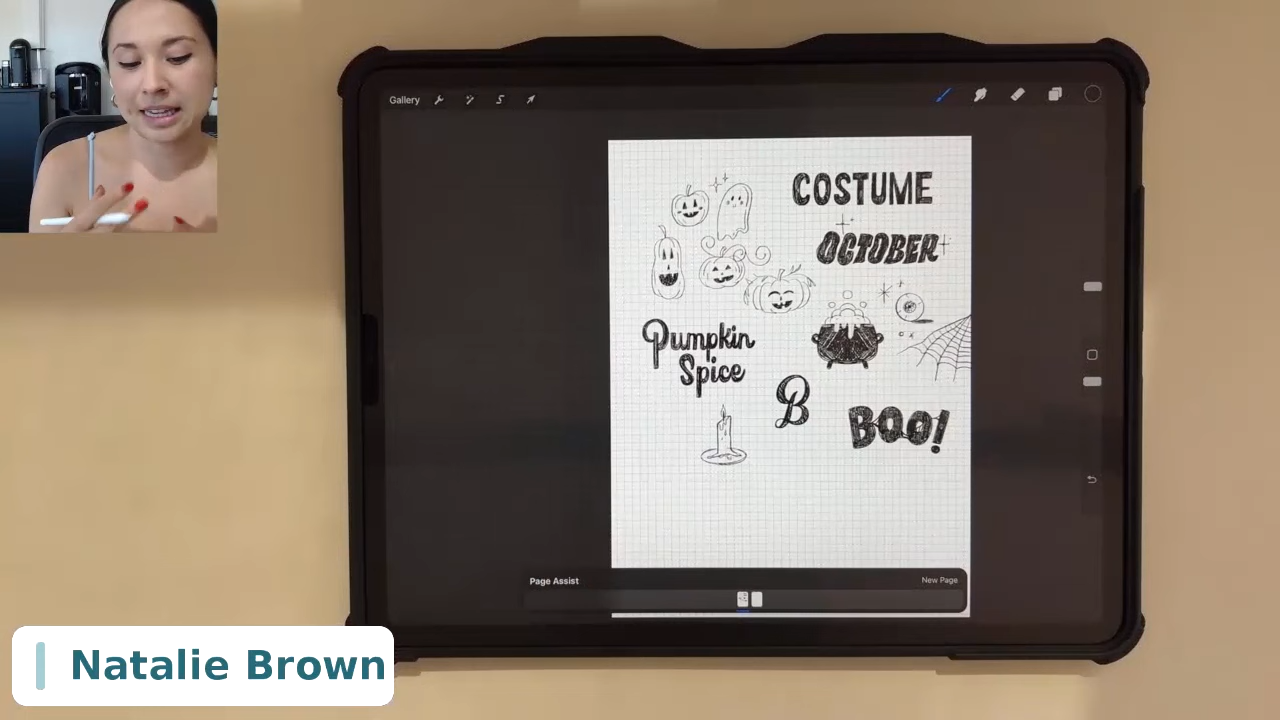 Gallery
COSTUME
OCTOBER
Pumpkin
Spice
B
BOO!
Page Assist
New Page
Natalie Brown